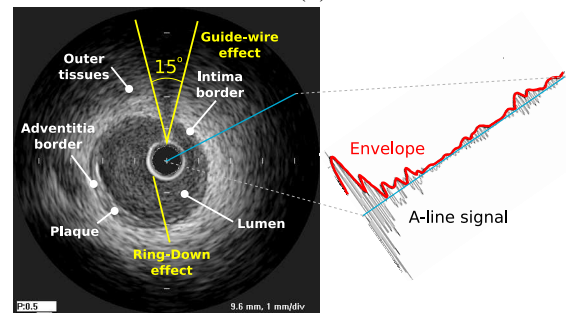 Outer
tissues
Guide-wire
effect
15°
Intima
border
Adventitia
border
Envelope
A-line signal
Plaque
Lumen
Ring-Down
effect
P:0.5
9.6 mm, 1 mm/div